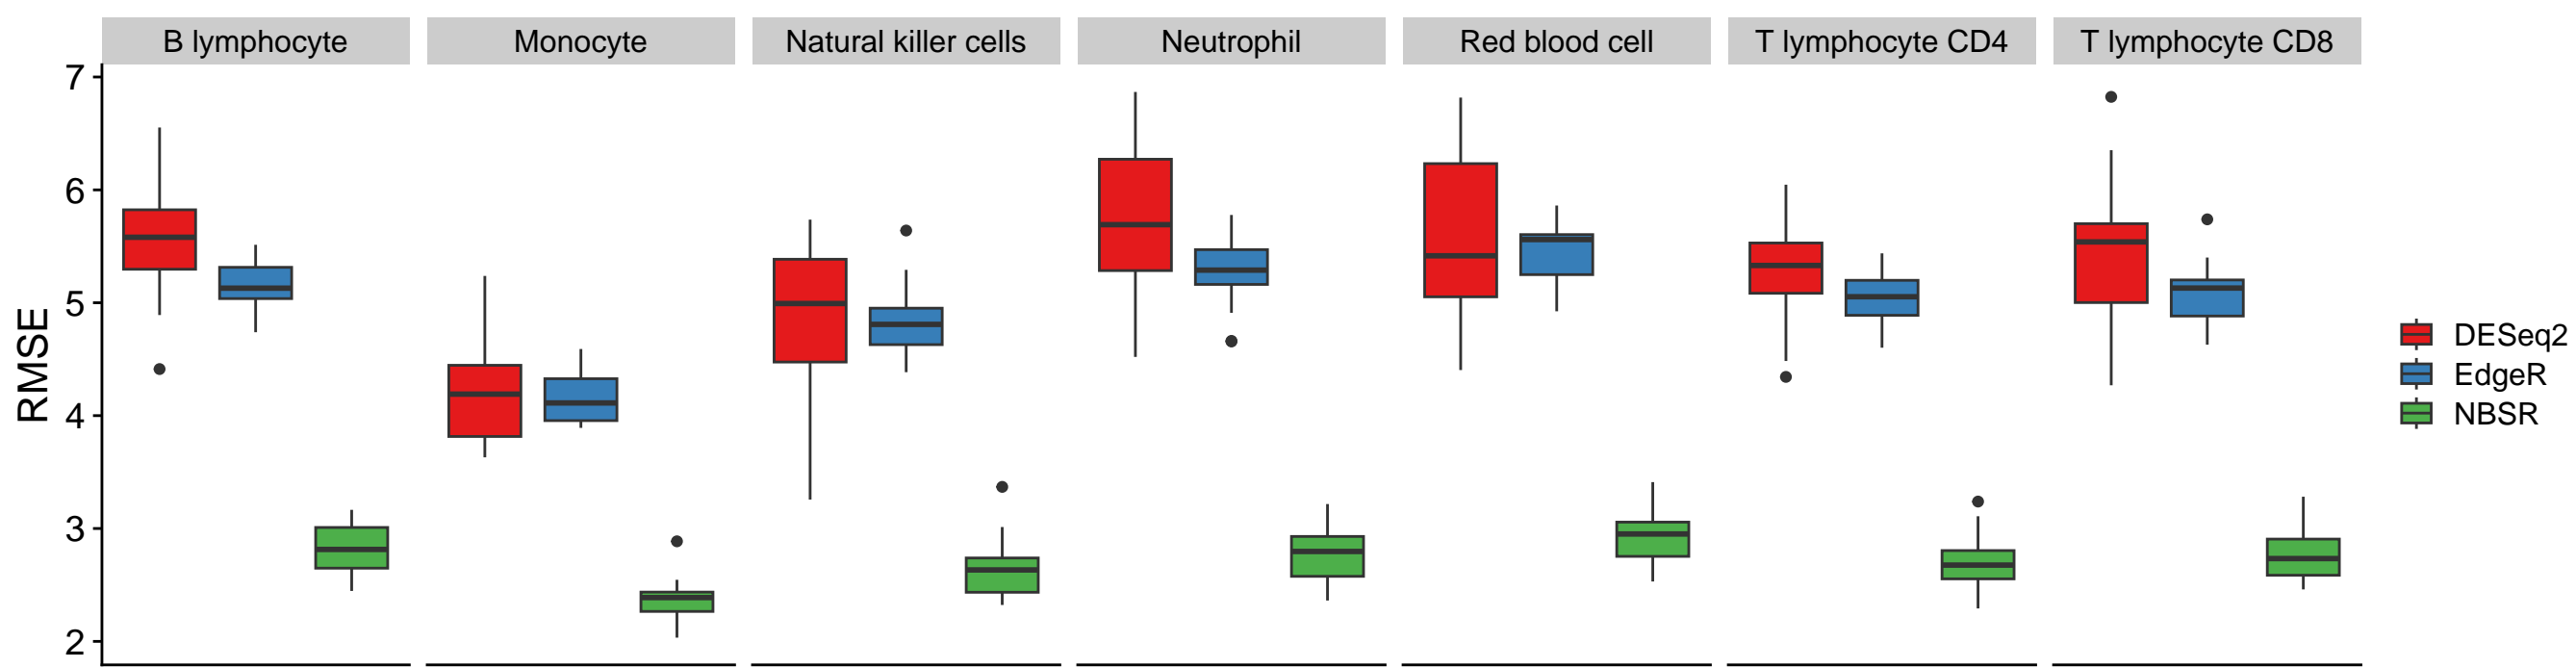 B lymphocyte Monocyte Natural killer cells Neutrophil Red blood cell T lymphocyte CD4 T lymphocyte CD8
RMSE
7
6
5
4
3
2
DESeq2
EdgeR
NBSR